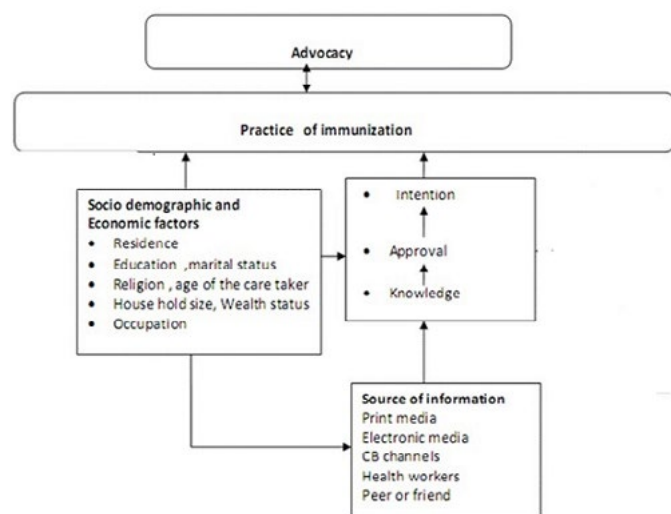 Advocacy
Practice of immunization
Socio demographic and
Economic factors
• Residence
• Education ,marital status
• Religion , age of the care taker
• House hold size, Wealth status
• Occupation
• Intention
• Approval
• Knowledge
Source of information
Print media
Electronic media
CB channels
Health workers
Peer or friend